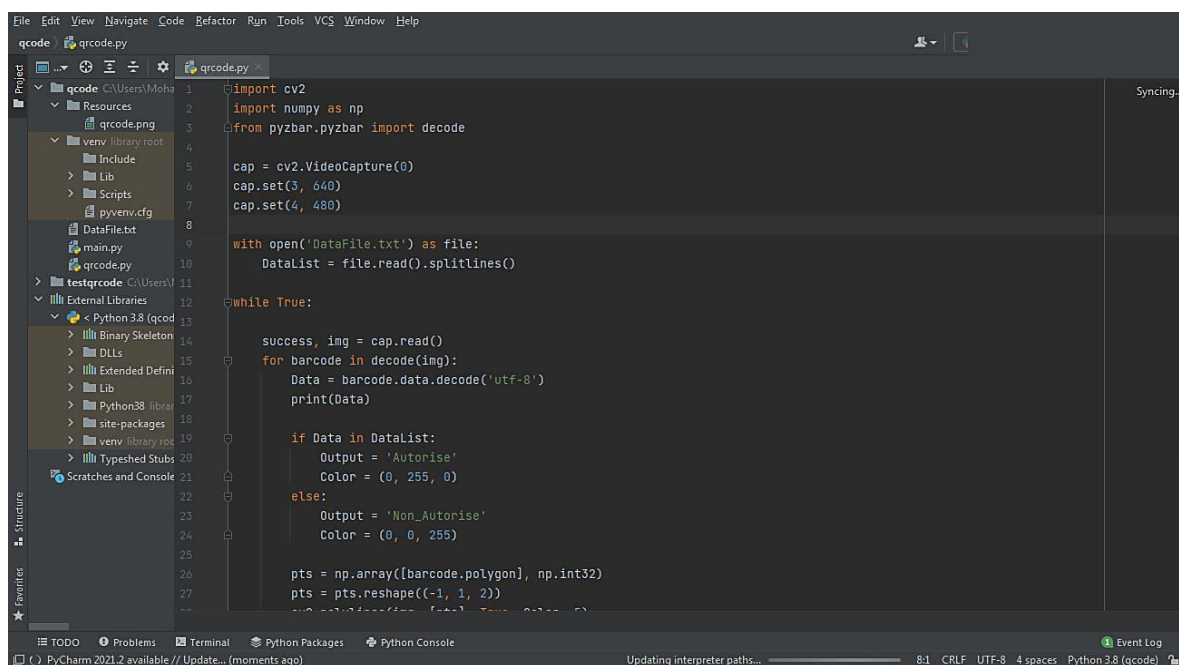 File Edit View Navigate Code Refactor Run Tools VCS Window Help
qcode qrcode.py
Project
qrcode.py
qcode C:\Users\Moha
Resources
qrcode.png
venv library root
Include
Lib
Scripts
pyvenv.cfg
DataFile.txt
main.py
qrcode.py
testqrcode C:\Users\
External Libraries
< Python 3.8 (qcod
Binary Skeleton
DLLs
Extended Defini
Lib
Python38 librar
site-packages
venv library roo
Typeshed Stubs
Scratches and Console
Structure
Favorites
1 import cv2
2 import numpy as np
3 from pyzbar.pyzbar import decode
4
5 cap = cv2.VideoCapture(0)
6 cap.set(3, 640)
7 cap.set(4, 480)
8
9 with open('DataFile.txt') as file:
10 DataList = file.read().splitlines()
11
12 while True:
13
14 success, img = cap.read()
15 for barcode in decode(img):
16 Data = barcode.data.decode('utf-8')
17 print(Data)
18
19 if Data in DataList:
20 Output = 'Autorise'
21 Color = (0, 255, 0)
22 else:
23 Output = 'Non_Autorise'
24 Color = (0, 0, 255)
25
26 pts = np.array([barcode.polygon], np.int32)
27 pts = pts.reshape((-1, 1, 2))
Syncing..
TODO Problems Terminal Python Packages Python Console
1 Event Log
PyCharm 2021.2 available // Update... (moments ago) Updating interpreter paths... 8:1 CRLF UTF-8 4 spaces Python 3.8 (qcode)